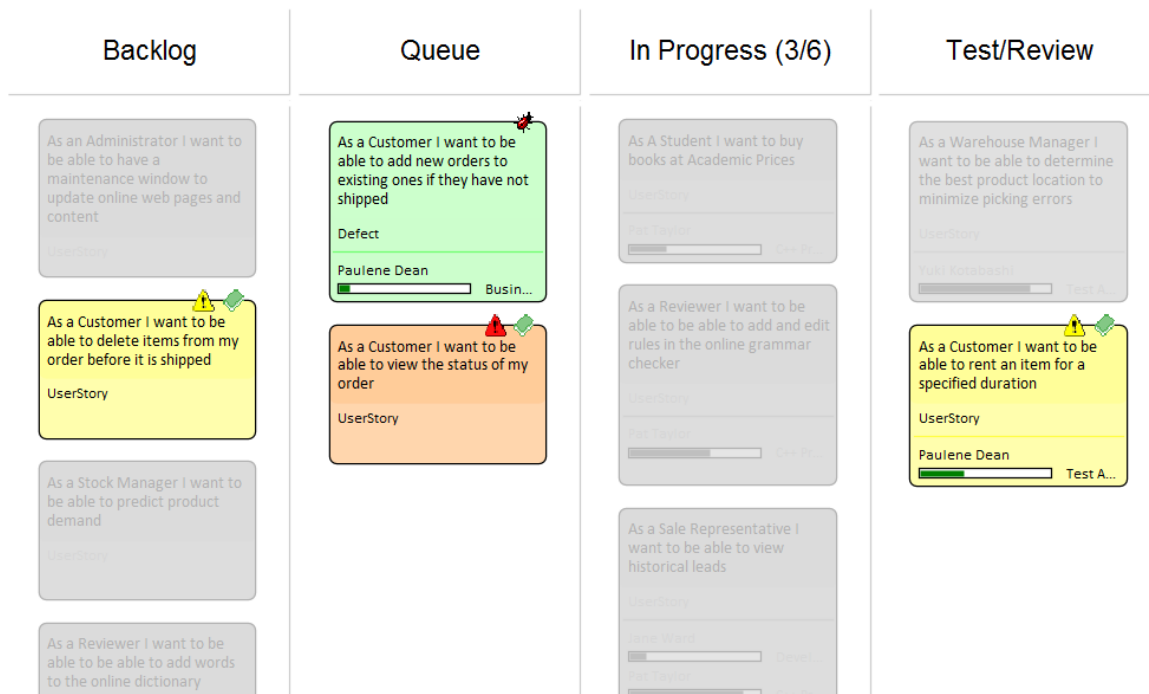 Backlog
Queue
In Progress (3/6)
Test/Review
As an Administrator I want to
be able to have a
maintenance window to
update online web pages and
content
UserStory
As a Customer I want to be
able to delete items from my
order before it is shipped
UserStory
As a Stock Manager I want to
be able to predict product
demand
UserStory
As a Reviewer I want to be
able to be able to add words
to the online dictionary
As a Customer I want to be
able to add new orders to
existing ones if they have not
shipped
Defect
Paulene Dean
Busin...
As a Customer I want to be
able to view the status of my
order
UserStory
As A Student I want to buy
books at Academic Prices
UserStory
Pat Taylor
C++ Pr...
As a Reviewer I want to be
able to be able to add and edit
rules in the online grammar
checker
UserStory
Pat Taylor
C++ Pr...
As a Sale Representative I
want to be able to view
historical leads
UserStory
Jane Ward
Devel...
Pat Taylor
As a Warehouse Manager I
want to be able to determine
the best product location to
minimize picking errors
UserStory
Yuki Kotabashi
Test A...
As a Customer I want to be
able to rent an item for a
specified duration
UserStory
Paulene Dean
Test A...